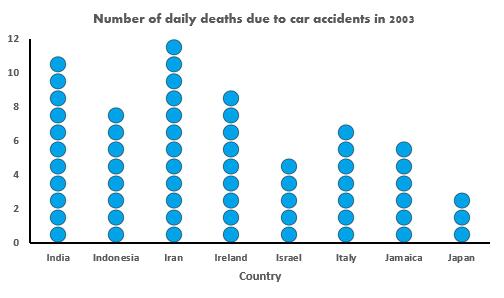 Number of daily deaths due to car accidents in 2003
12
10
8
6
4
2
0
India Indonesia Iran Ireland Israel Italy Jamaica Japan
Country